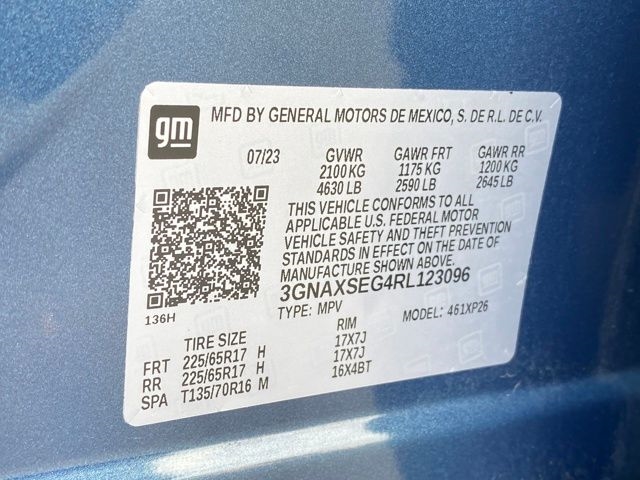 gm
MFD BY GENERAL MOTORS DE MEXICO, S. DE R.L. DE C.V.
07/23 GVWR GAWR FRT GAWR RR
2100 KG 1175 KG 1200 KG
4630 LB 2590 LB 2645 LB
THIS VEHICLE CONFORMS TO ALL
APPLICABLE U.S. FEDERAL MOTOR
VEHICLE SAFETY AND THEFT PREVENTION
STANDARDS IN EFFECT ON THE DATE OF
MANUFACTURE SHOWN ABOVE.
3GNAXSEG4RL123096
136H
TYPE: MPV MODEL: 461XP26
TIRE SIZE RIM
FRT 225/65R17 H 17X7J
RR 225/65R17 H 17X7J
SPA T135/70R16 M 16X4BT